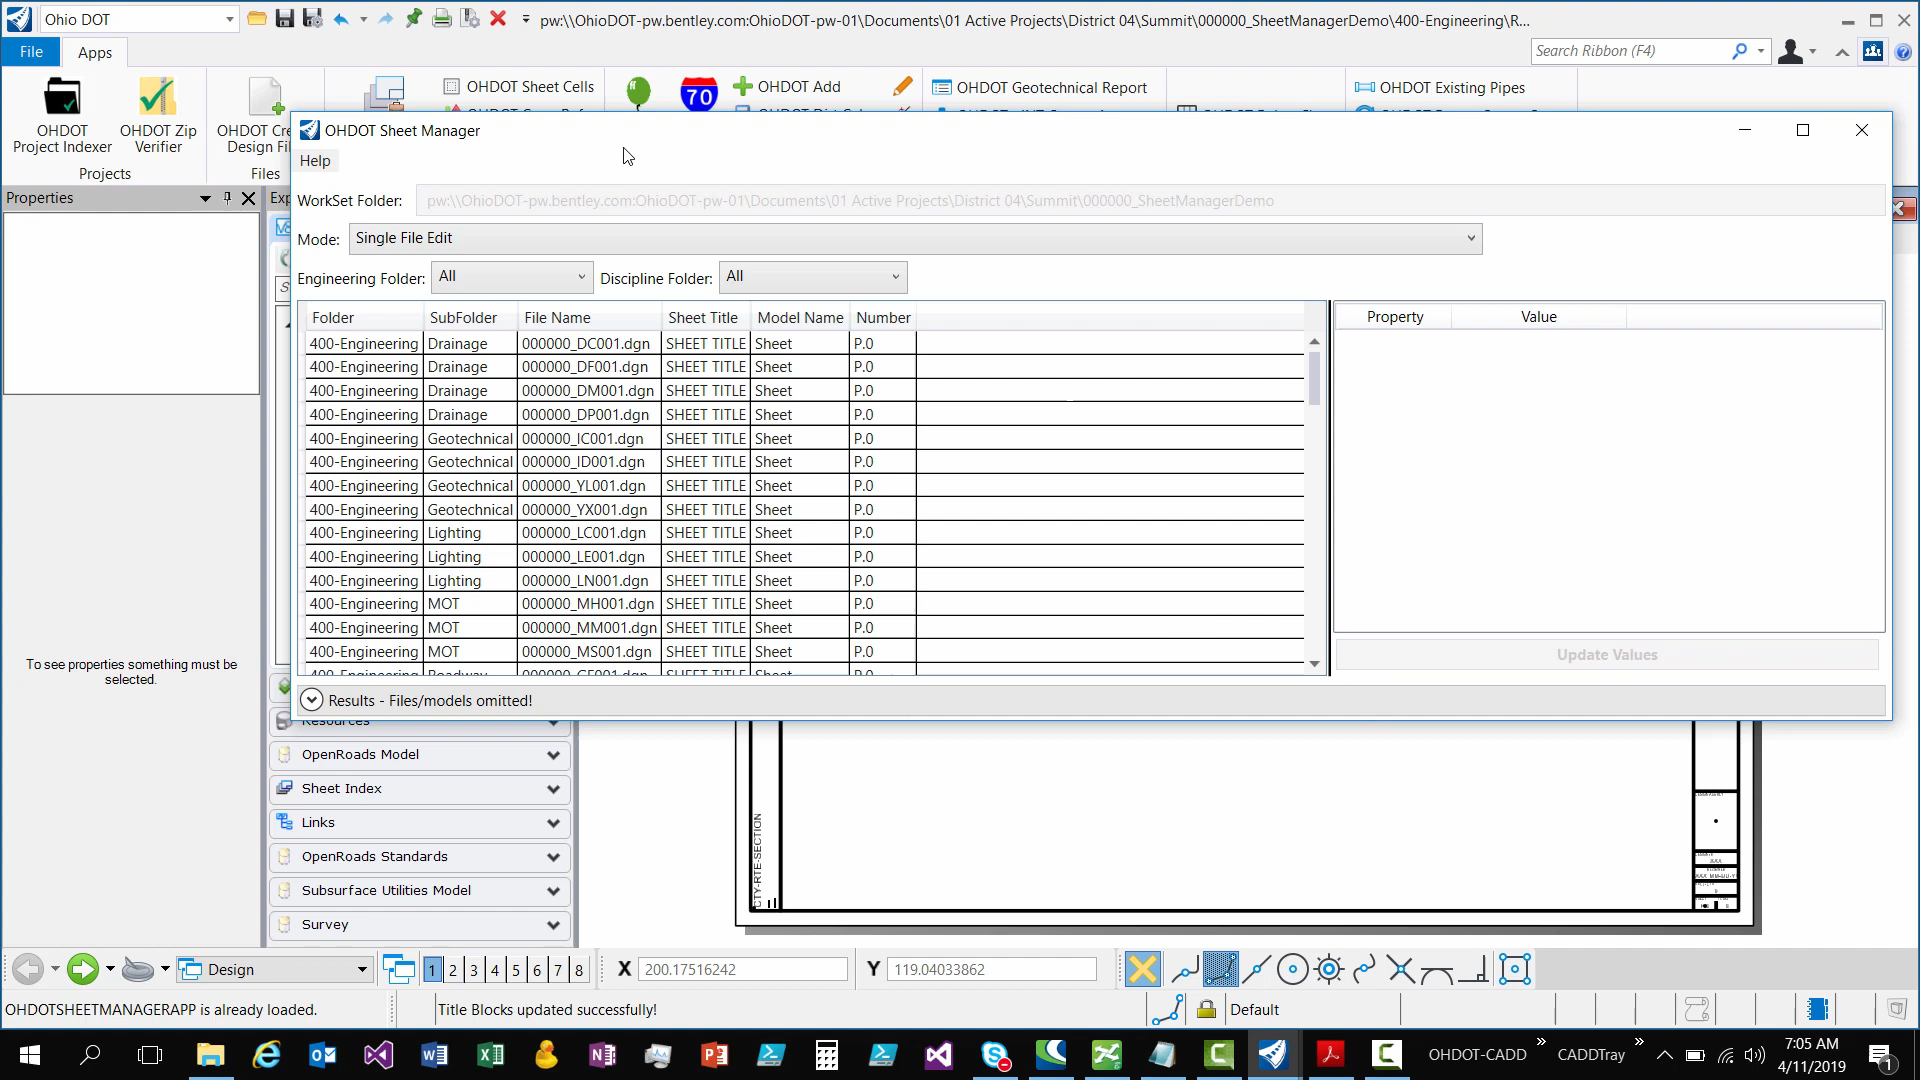 Ohio DOT
pw:\\OhioDOT-pw.bentley.com:OhioDOT-pw-01\Documents\01 Active Projects\District 04\Summit\000000_SheetManagerDemo\400-Engineering\R...
File
Apps
Search Ribbon (F4)
OHDOT Project Indexer
OHDOT Zip Verifier
Projects
OHDOT Cre
Design Fil
Files
OHDOT Sheet Cells
70
OHDOT Add
OHDOT Geotechnical Report
OHDOT Existing Pipes
OHDOT Sheet Manager
Help
Properties
Exp
WorkSet Folder:
pw:\\OhioDOT-pw.bentley.com:OhioDOT-pw-01\Documents\01 Active Projects\District 04\Summit\000000_SheetManagerDemo
Mode:
Single File Edit
Engineering Folder:
All
Discipline Folder:
All
Folder SubFolder File Name Sheet Title Model Name Number
400-Engineering Drainage 000000_DC001.dgn SHEET TITLE Sheet P.0
400-Engineering Drainage 000000_DF001.dgn SHEET TITLE Sheet P.0
400-Engineering Drainage 000000_DM001.dgn SHEET TITLE Sheet P.0
400-Engineering Drainage 000000_DP001.dgn SHEET TITLE Sheet P.0
400-Engineering Geotechnical 000000_IC001.dgn SHEET TITLE Sheet P.0
400-Engineering Geotechnical 000000_ID001.dgn SHEET TITLE Sheet P.0
400-Engineering Geotechnical 000000_YL001.dgn SHEET TITLE Sheet P.0
400-Engineering Geotechnical 000000_YX001.dgn SHEET TITLE Sheet P.0
400-Engineering Lighting 000000_LC001.dgn SHEET TITLE Sheet P.0
400-Engineering Lighting 000000_LE001.dgn SHEET TITLE Sheet P.0
400-Engineering Lighting 000000_LN001.dgn SHEET TITLE Sheet P.0
400-Engineering MOT 000000_MH001.dgn SHEET TITLE Sheet P.0
400-Engineering MOT 000000_MM001.dgn SHEET TITLE Sheet P.0
400-Engineering MOT 000000_MS001.dgn SHEET TITLE Sheet P.0
Property Value
Update Values
To see properties something must be
selected.
Results - Files/models omitted!
Resources
OpenRoads Model
Sheet Index
Links
OpenRoads Standards
Subsurface Utilities Model
Survey
CTY-RTE-SECTION
Design
1 2 3 4 5 6 7 8
X 200.17516242
Y 119.04033862
OHDOTSHEETMANAGERAPP is already loaded.
Title Blocks updated successfully!
Default
OHDOT-CADD
CADDTray
7:05 AM
4/11/2019
1